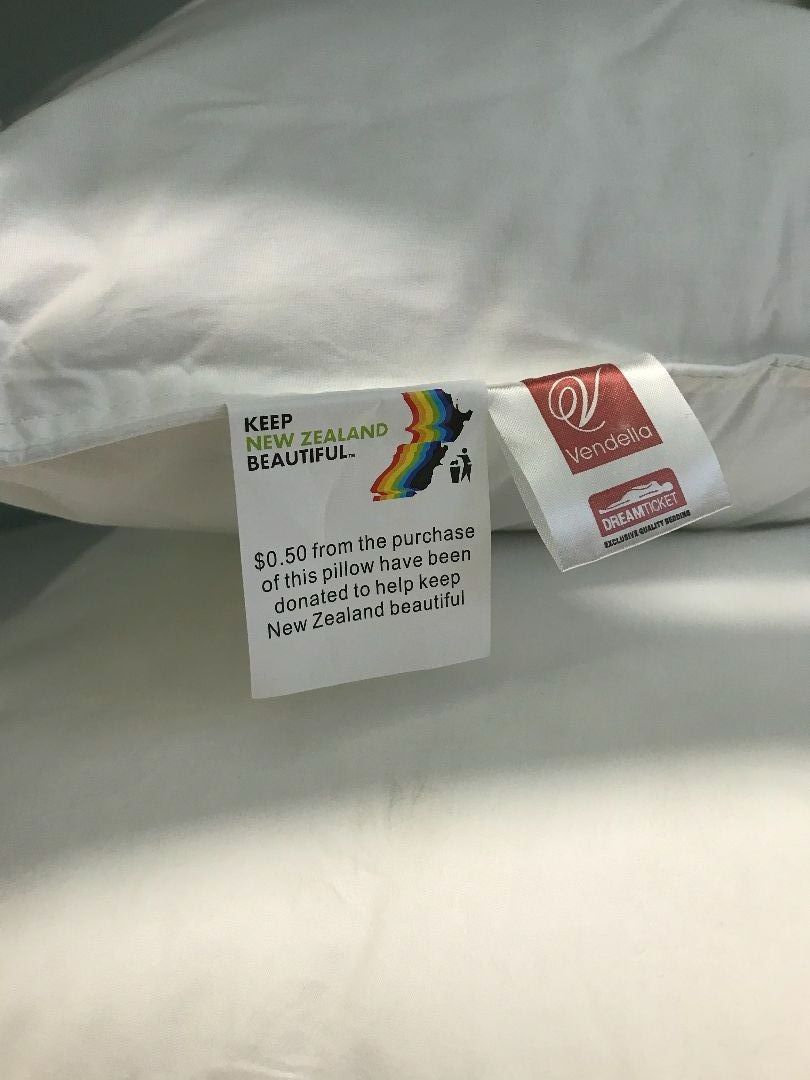 KEEP
NEW ZEALAND
BEAUTIFUL™
$0.50 from the purchase
of this pillow have been
donated to help keep
New Zealand beautiful
V
Vendella
DREAMTICKET
EXCLUSIVE QUALITY BEDDING